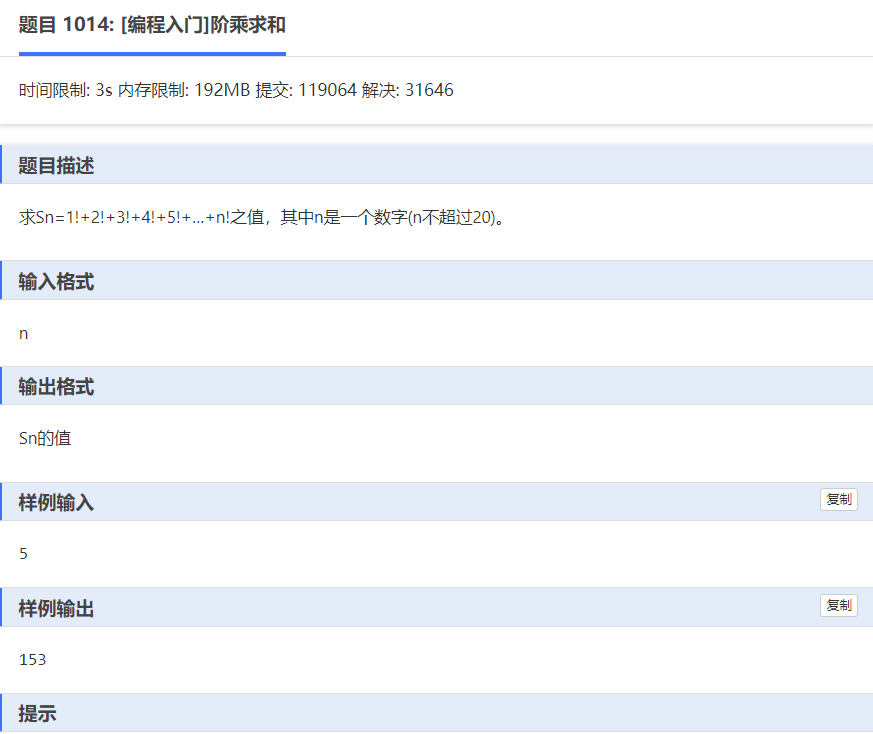 题目 1014: [编程入门]阶乘求和
时间限制: 3s 内存限制: 192MB 提交: 119064 解决: 31646
题目描述
求Sn=1!+2!+3!+4!+5!+...+n!之值，其中n是一个数字(n不超过20)。
输入格式
n
输出格式
Sn的值
样例输入
复制
5
样例输出
复制
153
提示